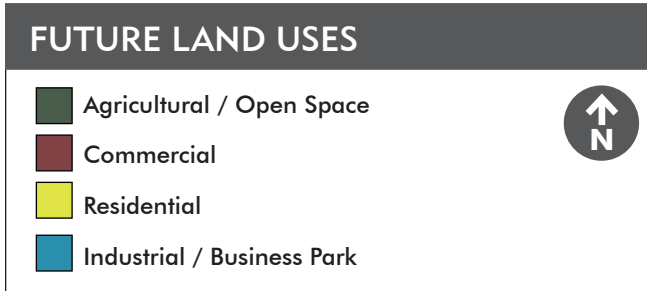 FUTURE LAND USES
Agricultural / Open Space
Commercial
Residential
Industrial / Business Park
N